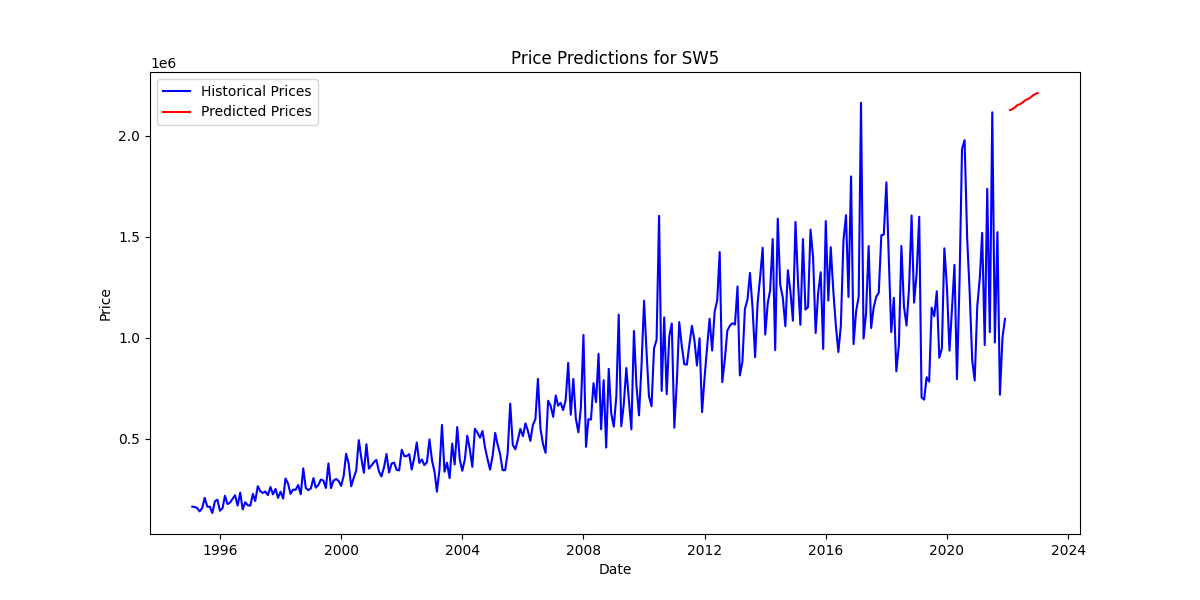 Price Predictions for SW5
1e6
Historical Prices
Predicted Prices
2.0
1.5
1.0
0.5
Price
1996 2000 2004 2008 2012 2016 2020 2024
Date